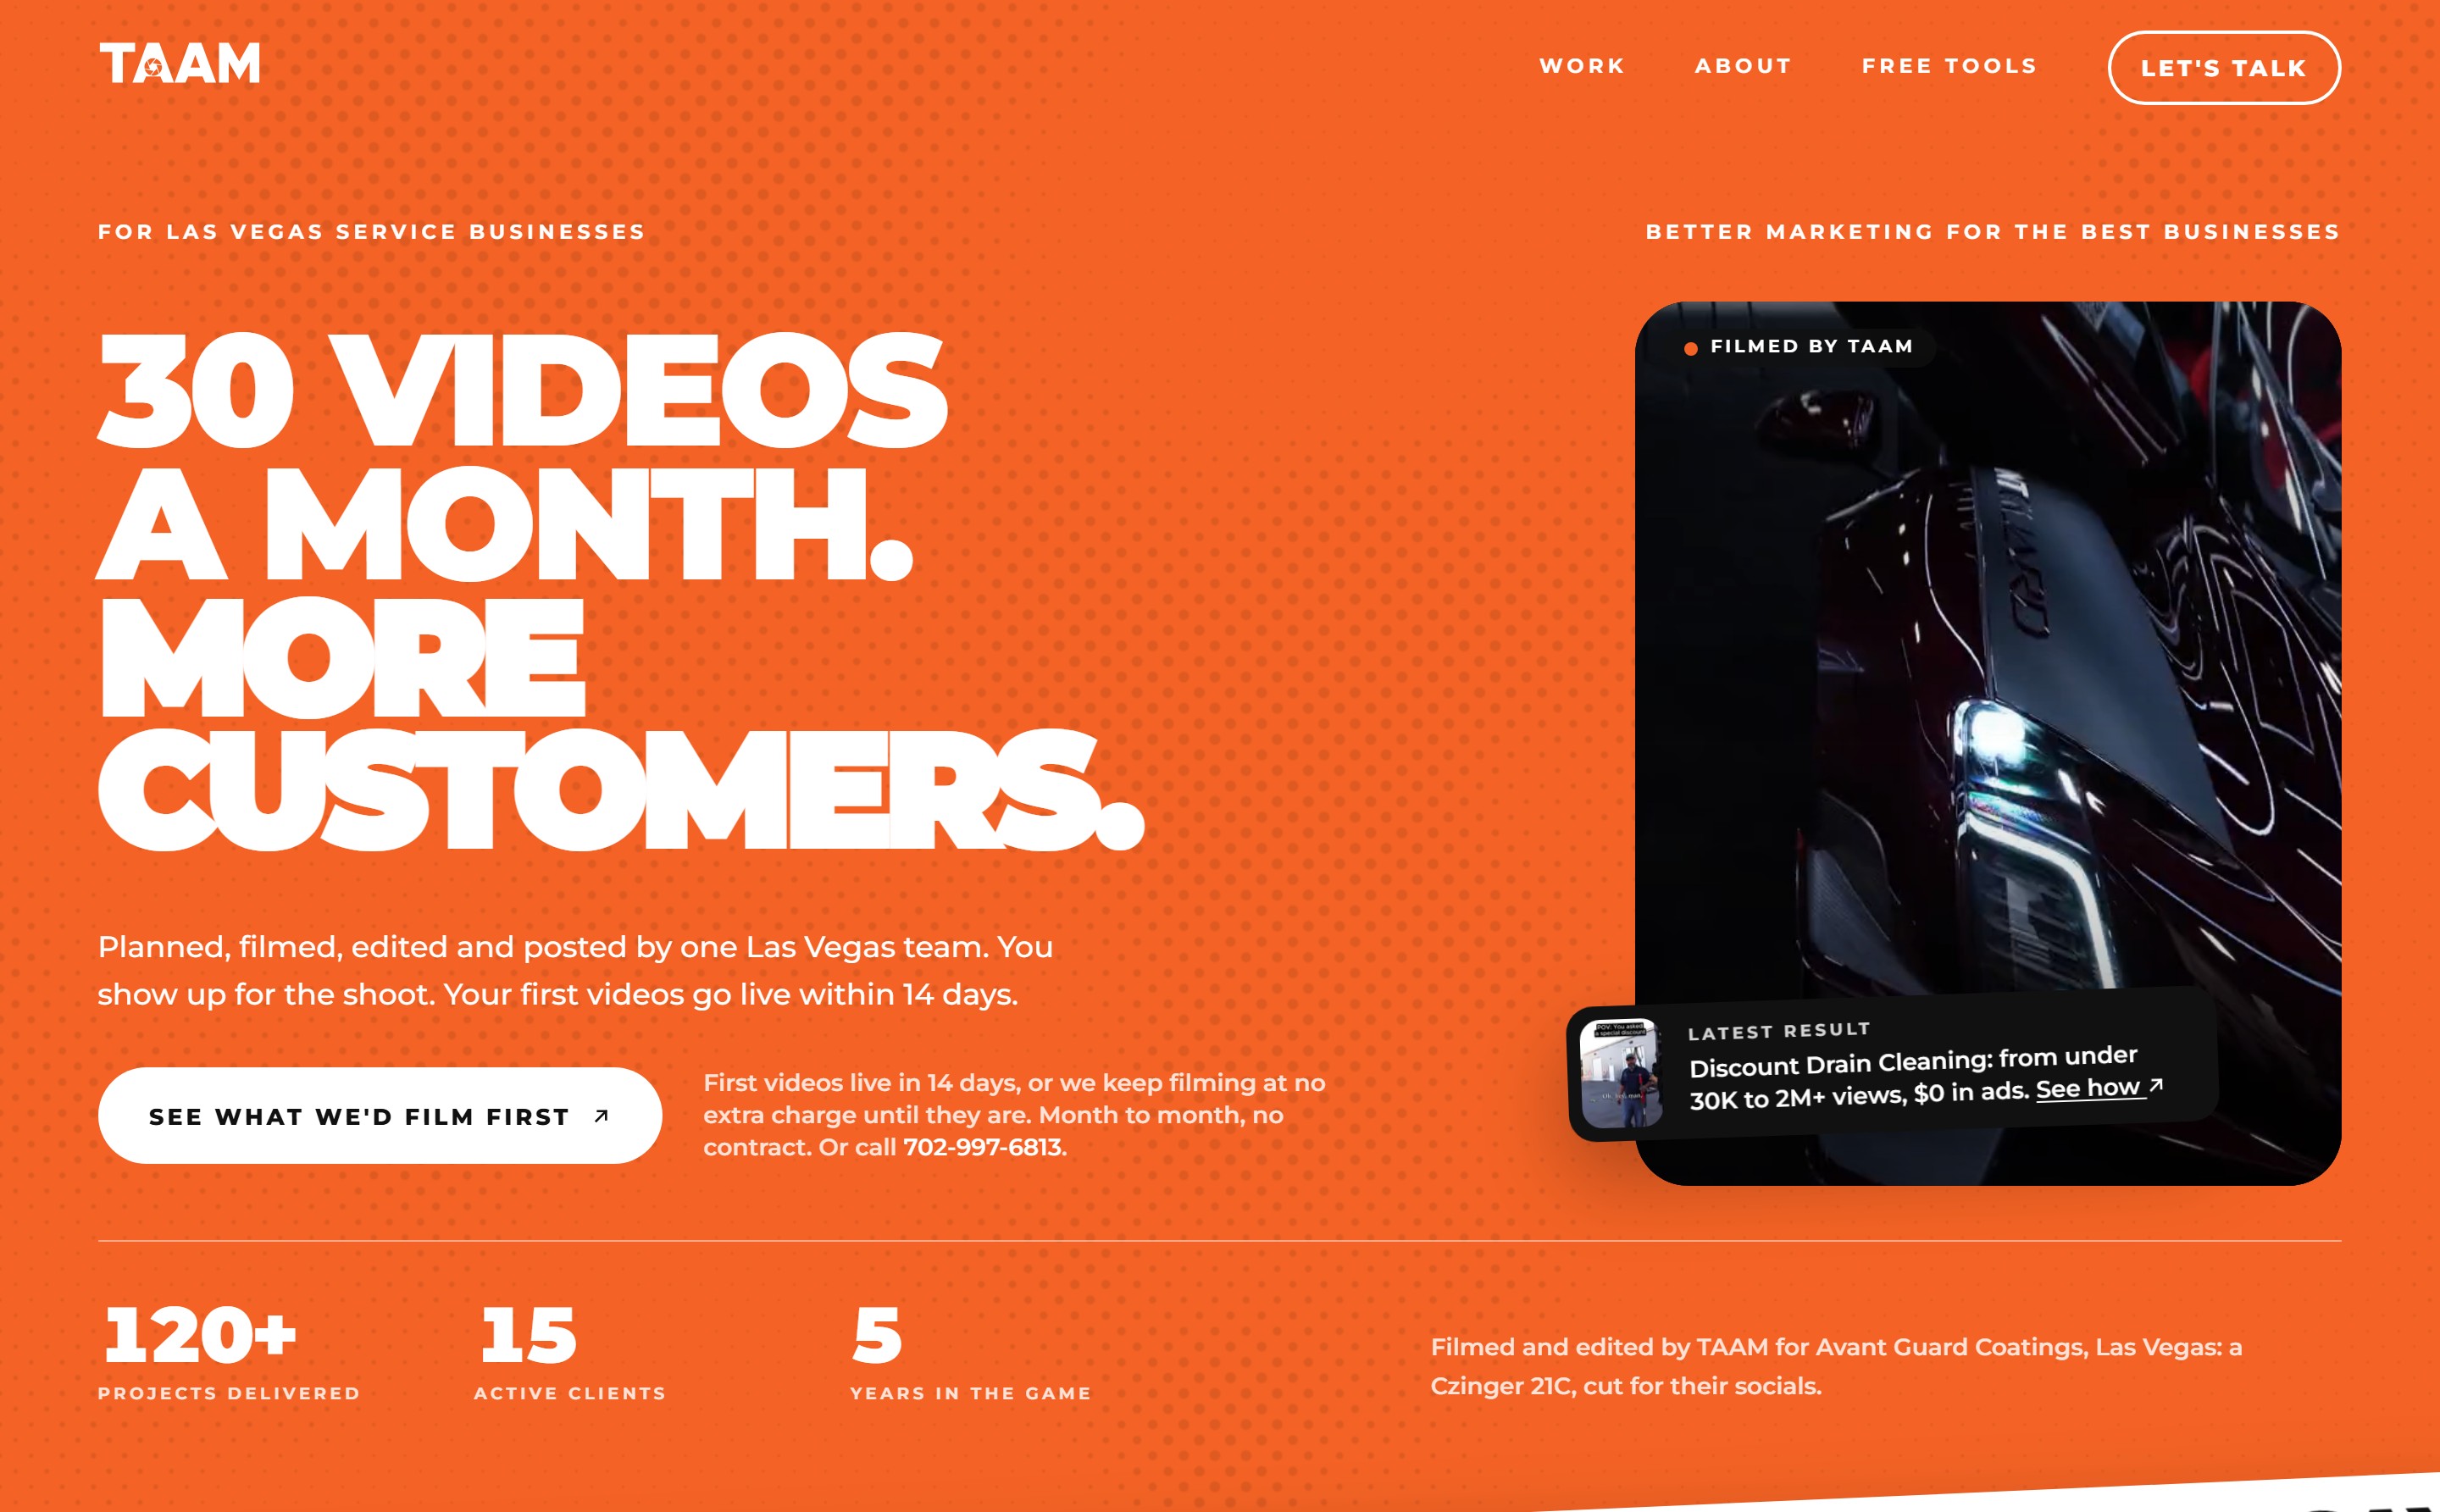 TAAM
WORK
ABOUT
FREE TOOLS
LET'S TALK
FOR LAS VEGAS SERVICE BUSINESSES
BETTER MARKETING FOR THE BEST BUSINESSES
30 VIDEOS
A MONTH.
MORE
CUSTOMERS.
Planned, filmed, edited and posted by one Las Vegas team. You
show up for the shoot. Your first videos go live within 14 days.
SEE WHAT WE'D FILM FIRST
First videos live in 14 days, or we keep filming at no
extra charge until they are. Month to month, no
contract. Or call 702-997-6813.
FILMED BY TAAM
POV: You asked
a special discount
LATEST RESULT
Discount Drain Cleaning: from under
30K to 2M+ views, $0 in ads. See how ↗
120+
PROJECTS DELIVERED
15
ACTIVE CLIENTS
5
YEARS IN THE GAME
Filmed and edited by TAAM for Avant Guard Coatings, Las Vegas: a
Czinger 21C, cut for their socials.